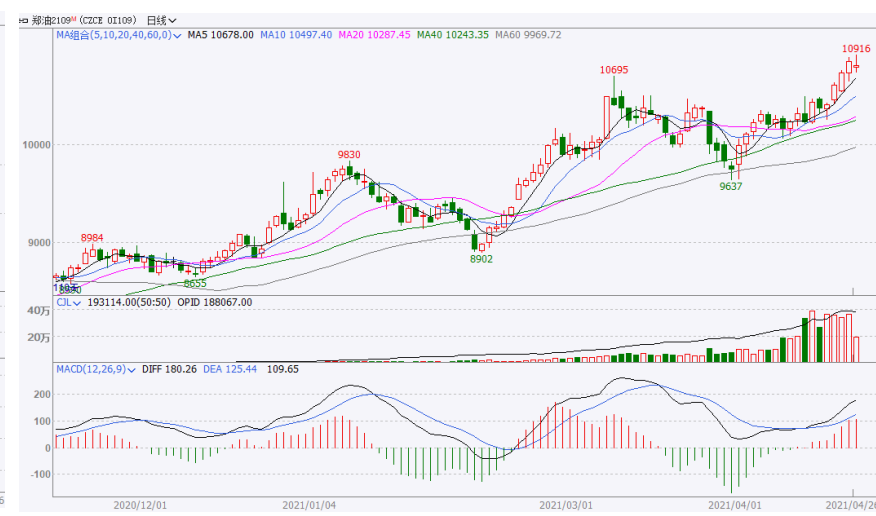 郑油2109ᴹ (CZCE OI109) 日线
MA组合(5,10,20,40,60,0) MA5 10678.00 MA10 10497.40 MA20 10287.45 MA40 10243.35 MA60 9969.72
10916
10695
10000
9830
9637
9000
8984
8902
8655
CJL 193114.00(50:50) OPID 188067.00
40万
20万
MACD(12,26,9) DIFF 180.26 DEA 125.44 109.65
200
100
0
-100
2020/12/01 2021/01/04 2021/03/01 2021/04/01 2021/04/26